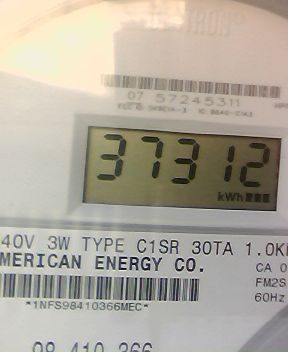 07 57245311
37312
kWh
40V 3W TYPE C1SR 30TA 1.0K
MERICAN ENERGY CO.
CA 0
FM2S
*1NFS98410366MEC*
60Hz
98 410 366